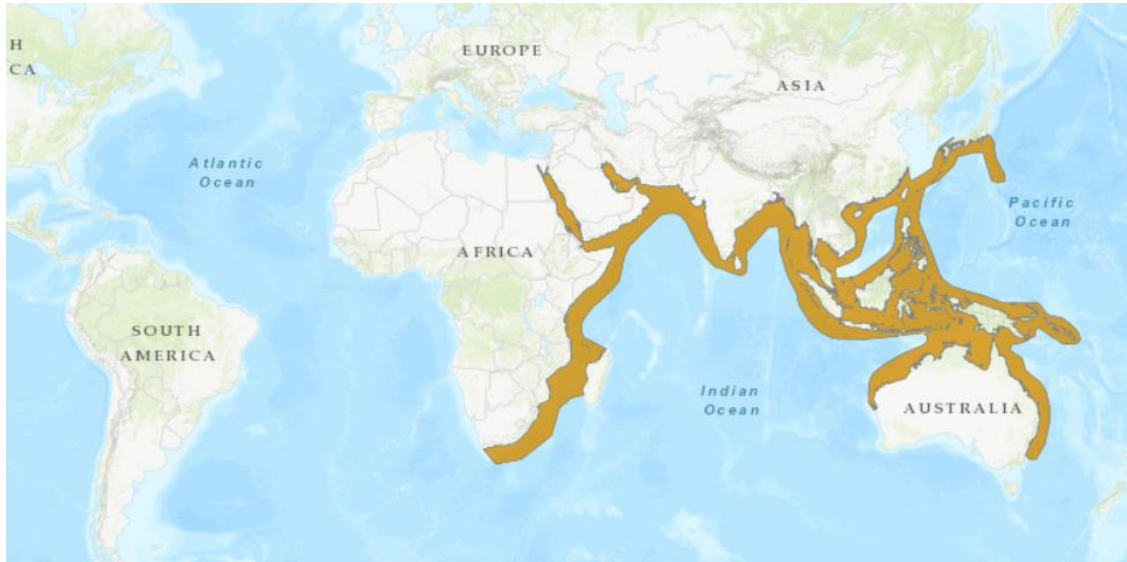 H
CA
EUROPE
ASIA
Atlantic
Ocean
Pacific
Ocean
AFRICA
SOUTH
AMERICA
Indian
Ocean
AUSTRALIA